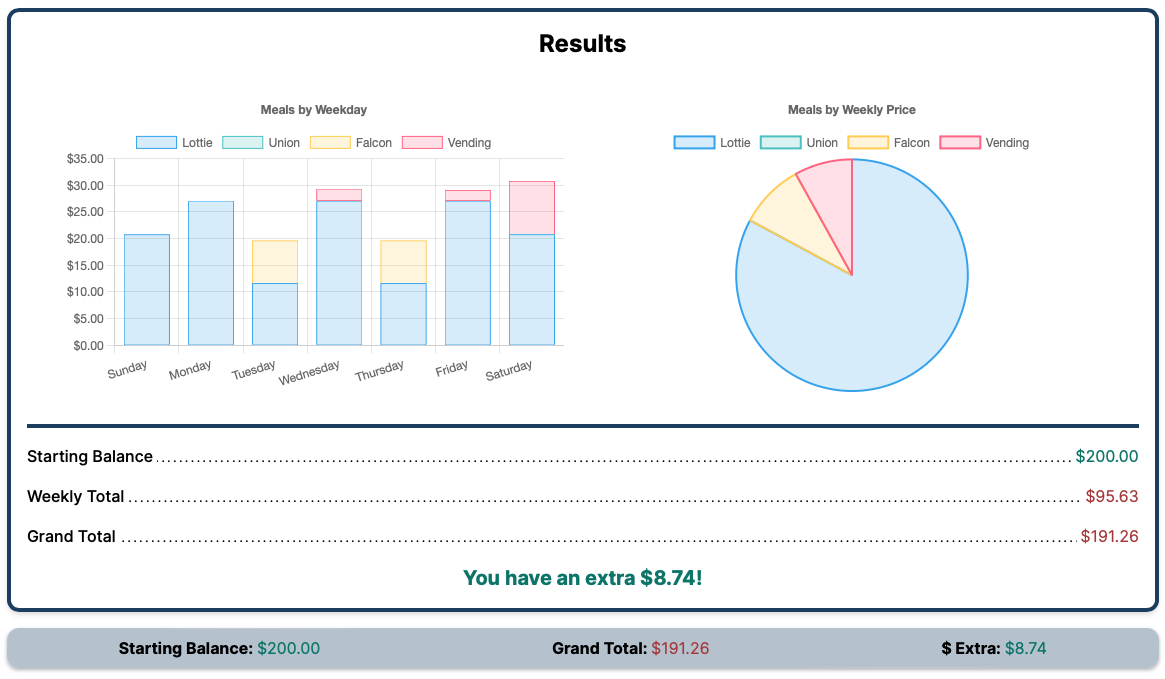 Results
Meals by Weekday
Lottie Union Falcon Vending
$35.00
$30.00
$25.00
$20.00
$15.00
$10.00
$5.00
$0.00
Sunday Monday Tuesday Wednesday Thursday Friday Saturday
Meals by Weekly Price
Lottie Union Falcon Vending
Starting Balance $200.00
Weekly Total $95.63
Grand Total $191.26
You have an extra $8.74!
Starting Balance: $200.00 Grand Total: $191.26 $ Extra: $8.74